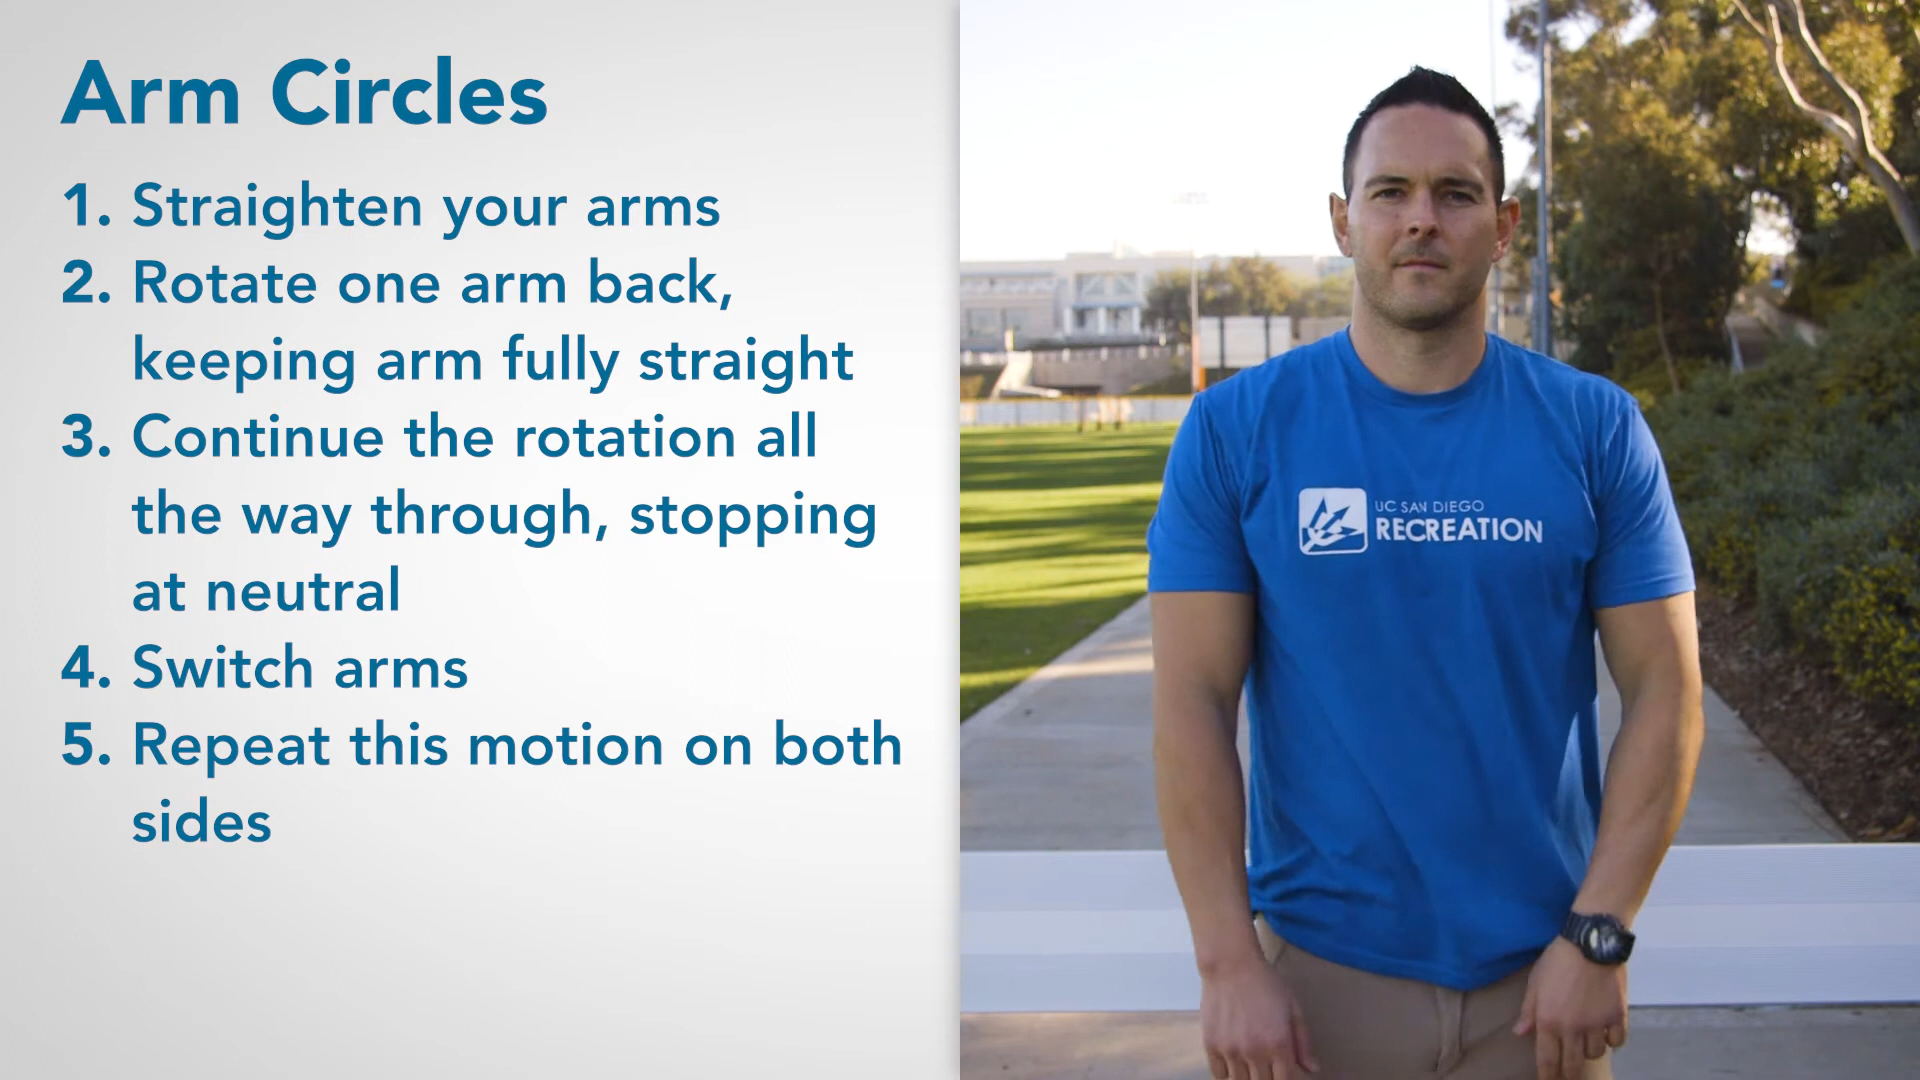 Arm Circles
1. Straighten your arms
2. Rotate one arm back,
keeping arm fully straight
3. Continue the rotation all
the way through, stopping
at neutral
4. Switch arms
5. Repeat this motion on both
sides
UC SAN DIEGO
RECREATION